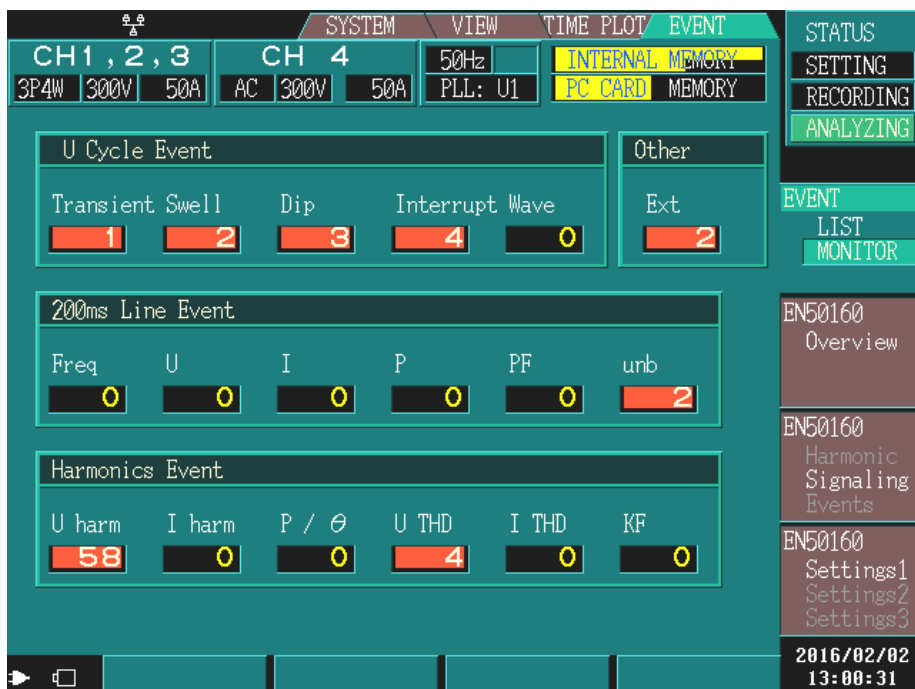 SYSTEM VIEW TIME PLOT EVENT
CH1,2,3 CH 4 50Hz INTERNAL MEMORY
3P4W 300V 50A AC 300V 50A PLL: U1 PC CARD MEMORY
STATUS
SETTING
RECORDING
ANALYZING
U Cycle Event
Transient Swell Dip Interrupt Wave
1 2 3 4 0
Other
Ext
2
200ms Line Event
Freq U I P PF unb
0 0 0 0 0 2
Harmonics Event
U harm I harm P / θ U THD I THD KF
58 0 0 4 0 0
EVENT
LIST
MONITOR
EN50160
Overview
EN50160
Harmonic
Signaling
Events
EN50160
Settings1
Settings2
Settings3
2016/02/02
13:00:31